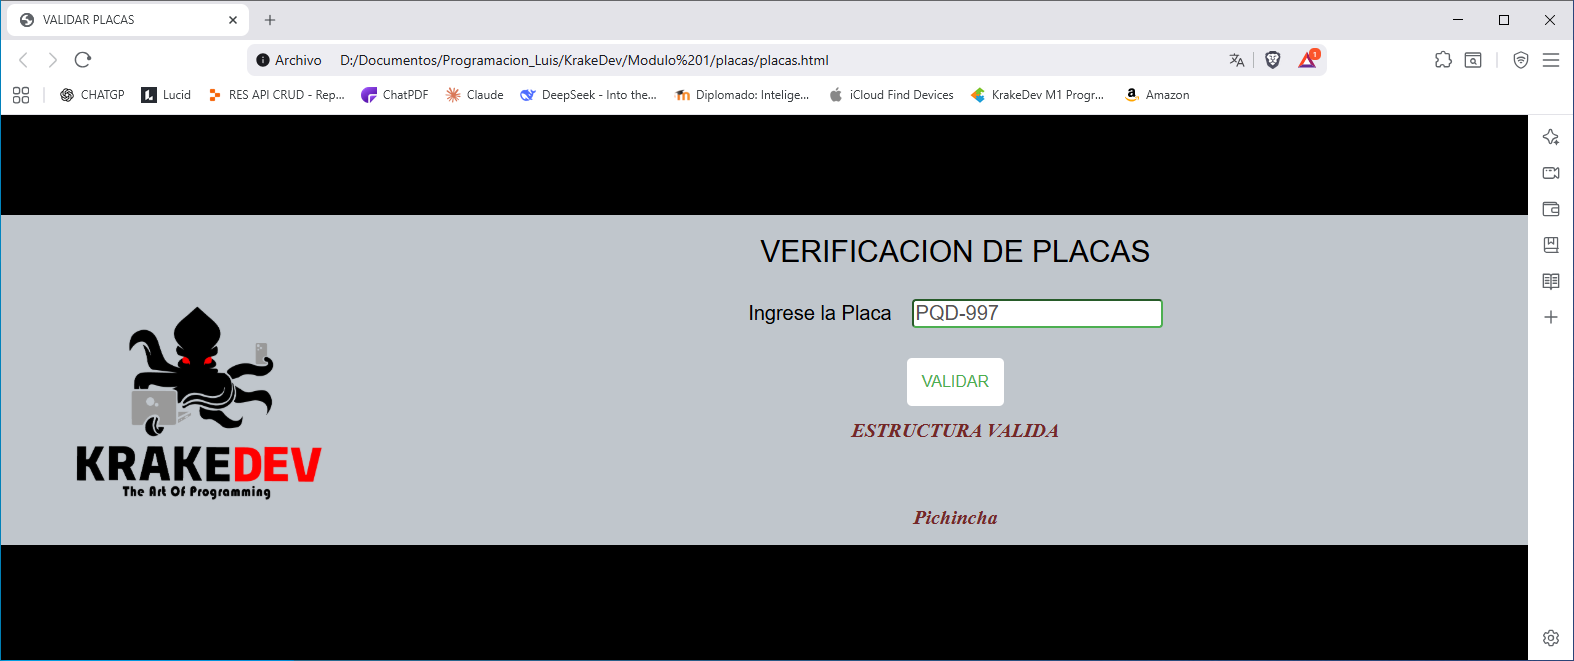 VALIDAR PLACAS
Archivo D:/Documentos/Programacion_Luis/KrakeDev/Modulo%201/placas/placas.html
1
CHATGP Lucid RES API CRUD - Rep... ChatPDF Claude DeepSeek - Into the... Diplomado: Intelige... iCloud Find Devices KrakeDev M1 Progr... Amazon
VERIFICACION DE PLACAS
Ingrese la Placa PQD-997
VALIDAR
ESTRUCTURA VALIDA
KRAKEDEV
The Art Of Programming
Pichincha